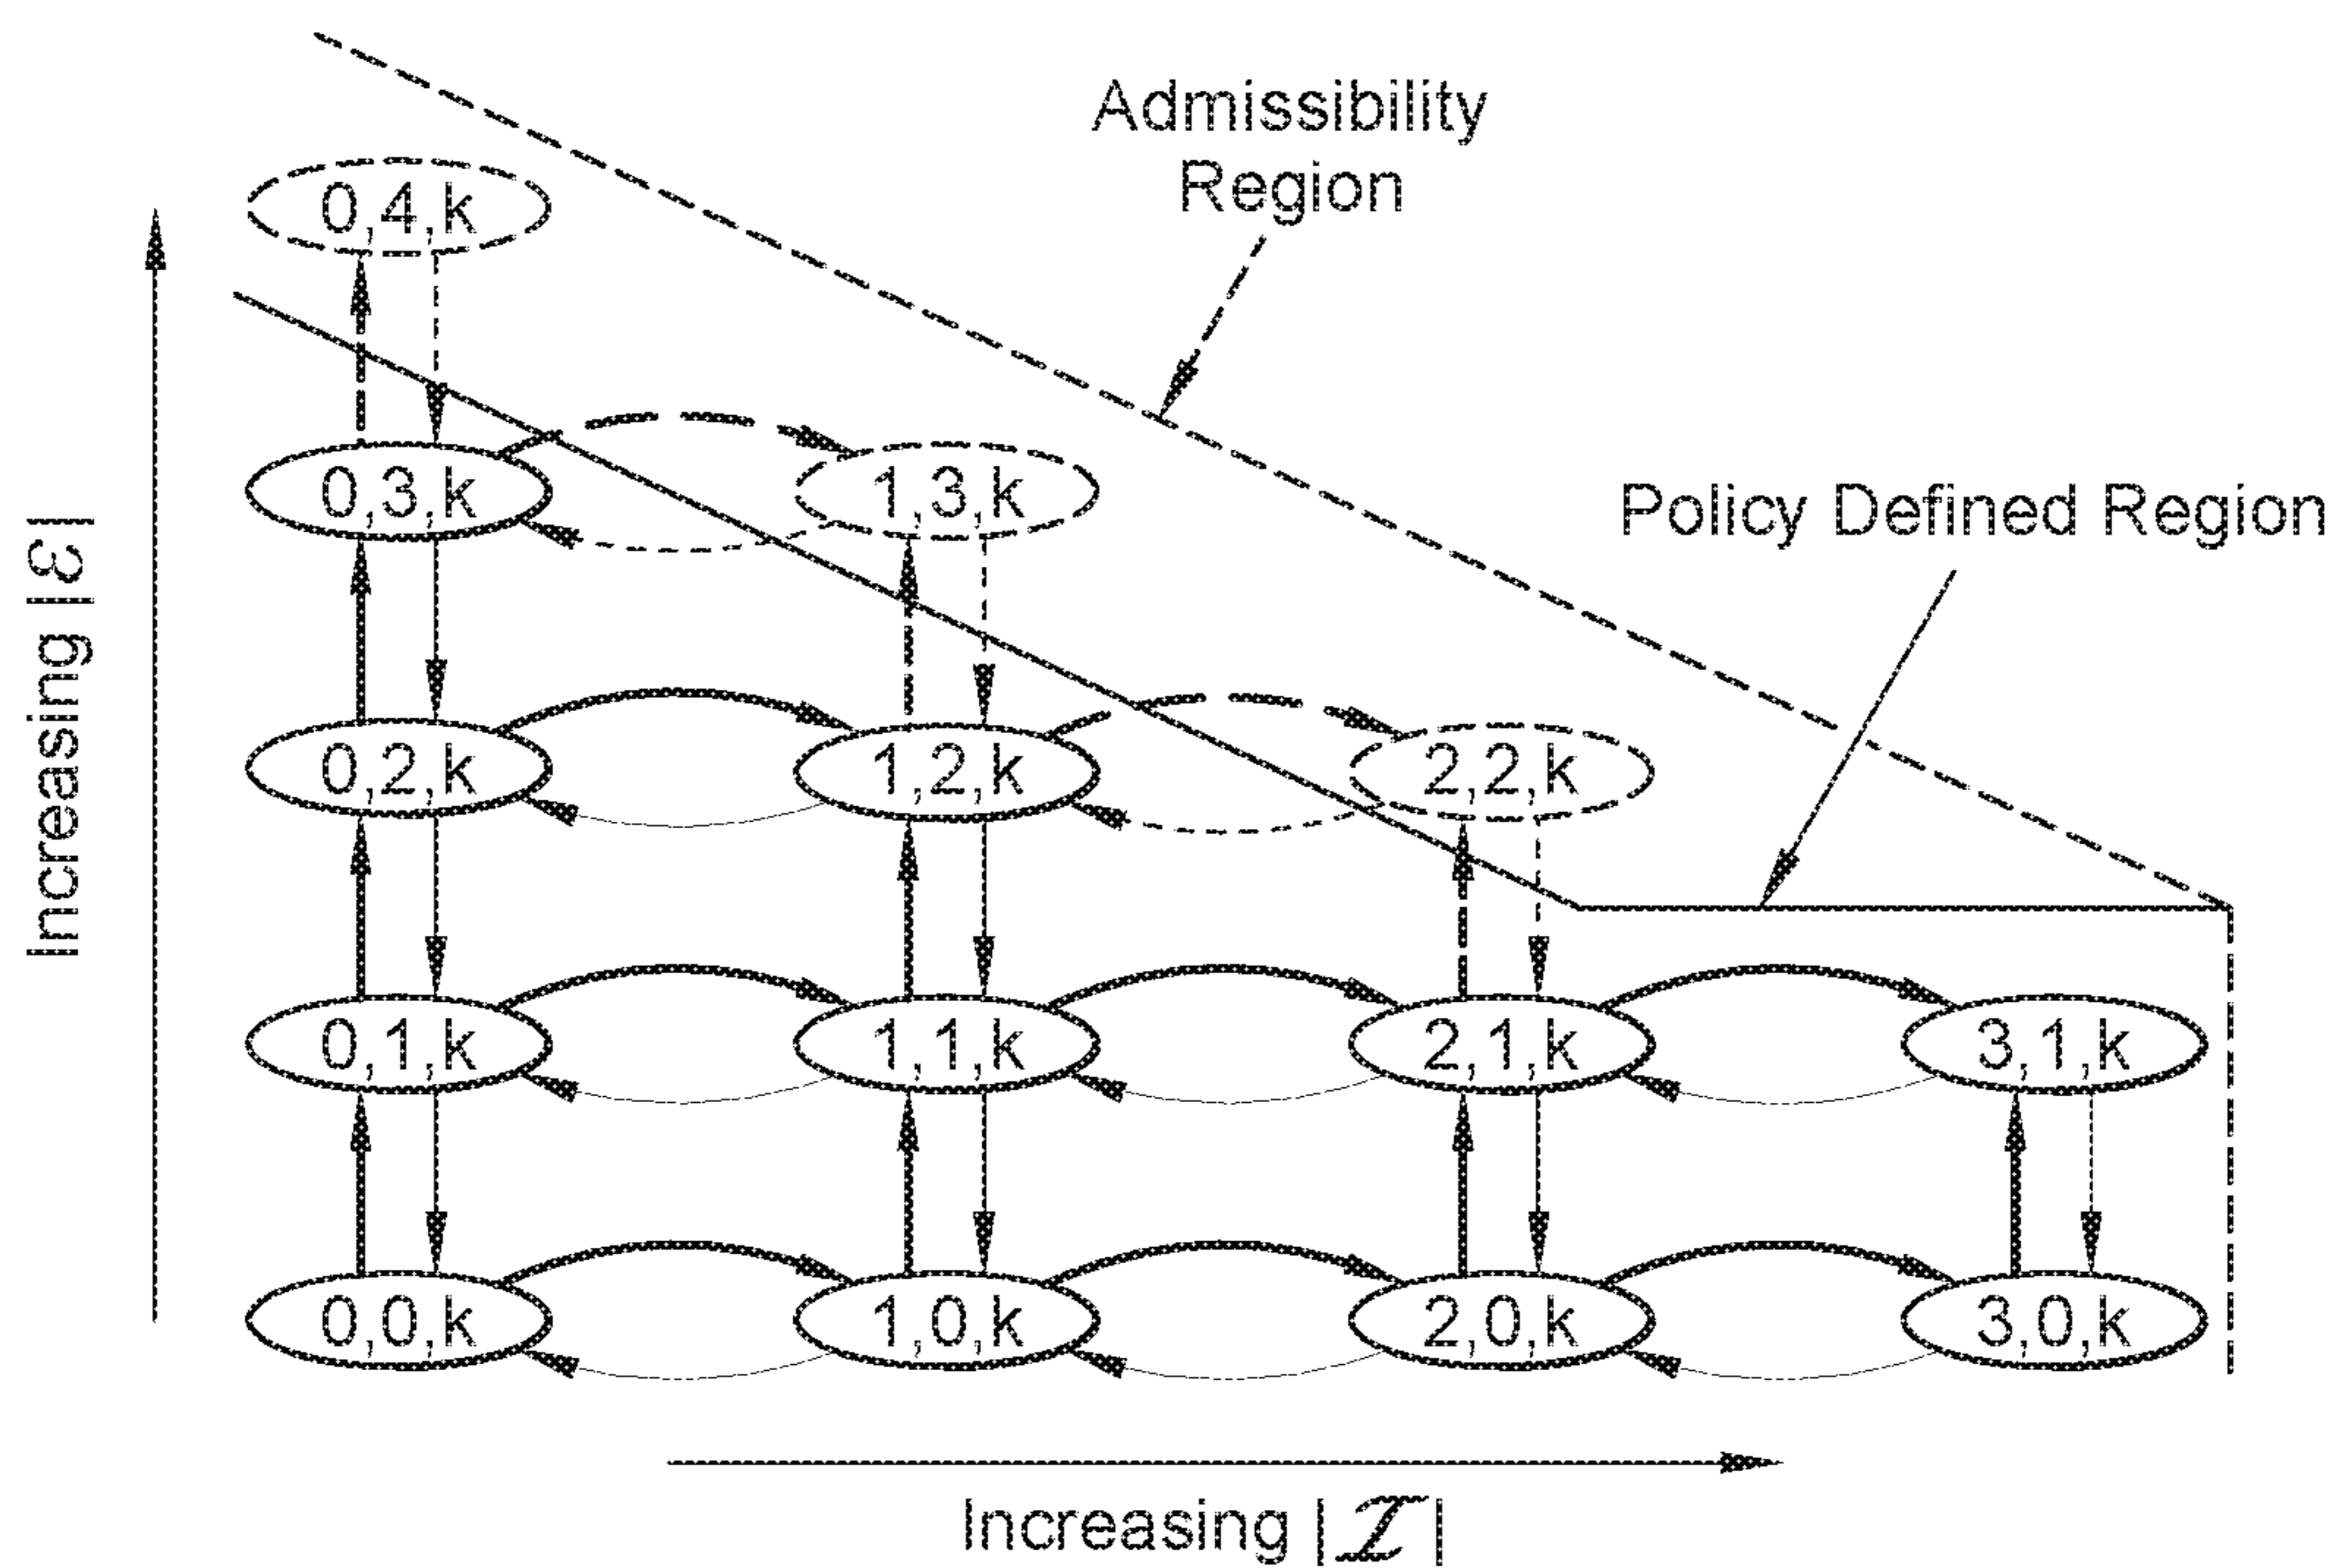 Admissibility
Region
0,4,k
0,3,k
1,3,k
Policy Defined Region
0,2,k
1,2,k
2,2,k
0,1,k
1,1,k
2,1,k
3,1,k
0,0,k
1,0,k
2,0,k
3,0,k
Increasing |ℰ|
Increasing |ℐ|